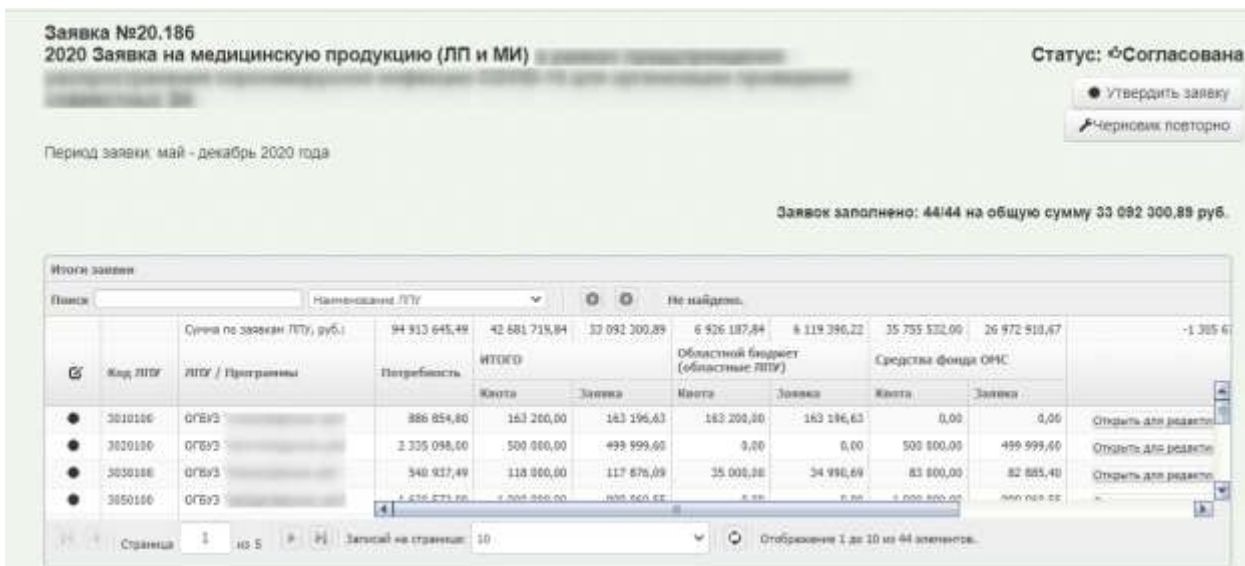 Заявка №20.186
2020 Заявка на медицинскую продукцию (ЛП и МИ)
Статус: Согласована
Утвердить заявку
Черновик повторно
Период заявки: май - декабрь 2020 года
Заявок заполнено: 44/44 на общую сумму 33 092 300,89 руб.
Итоги заявки
Поиск Наименование ЛПУ Не найдено.
Сумма по заявкам ЛПУ, руб.: 94 913 645,49 42 681 719,84 33 092 300,89 6 926 187,84 6 119 390,22 35 755 532,00 26 972 910,67
Код ЛПУ ЛПУ / Программы Потребность ИТОГО Областной бюджет (областные ЛПУ) Средства фонда ОМС
Квота Заявка Квота Заявка Квота Заявка
3010100 ОГБУЗ 886 854,80 163 200,00 163 196,63 163 200,00 163 196,63 0,00 0,00 Открыть для редакти
3020100 ОГБУЗ 2 335 098,00 500 000,00 499 999,60 0,00 0,00 500 000,00 499 999,60 Открыть для редакти
3030100 ОГБУЗ 540 937,49 118 000,00 117 876,09 35 000,00 34 990,69 83 000,00 82 885,40 Открыть для редакти
3050100 ОГБУЗ
Страница 1 из 5 Записей на странице: 10 Отображение 1 до 10 из 44 элементов.